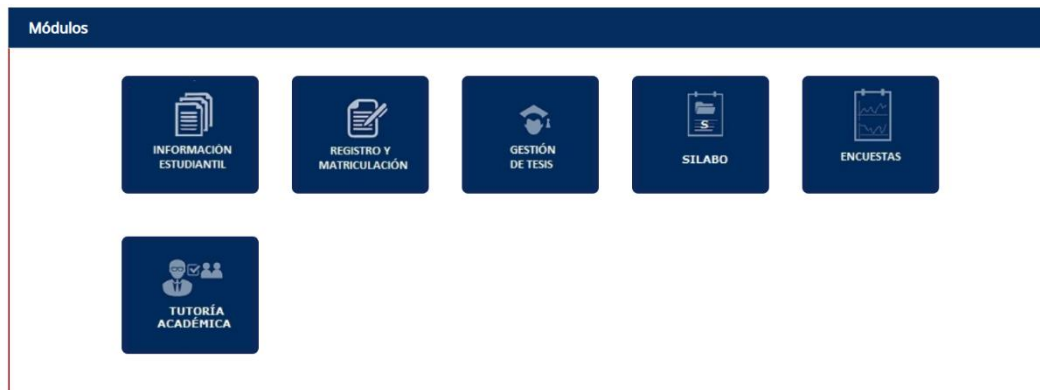 Módulos
INFORMACIÓN
ESTUDIANTIL
REGISTRO Y
MATRICULACIÓN
GESTIÓN
DE TESIS
S
SILABO
ENCUESTAS
TUTORÍA
ACADÉMICA